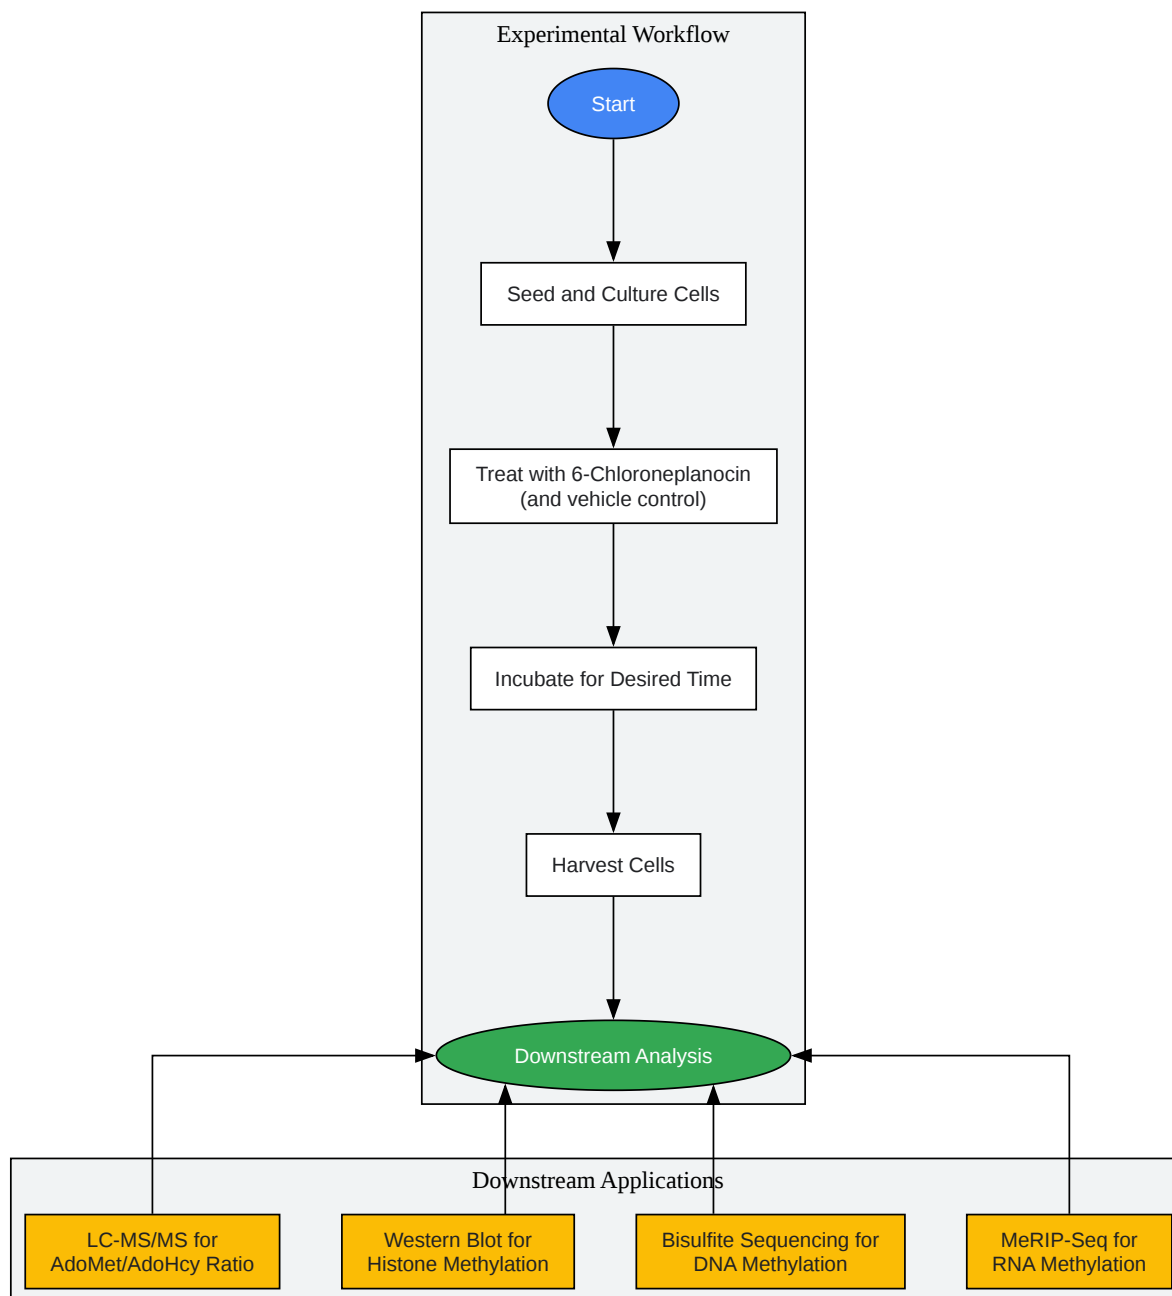 Experimental Workflow
Start
Seed and Culture Cells
Treat with 6-Chloroneplanocin
(and vehicle control)
Incubate for Desired Time
Harvest Cells
Downstream Analysis
Downstream Applications
LC-MS/MS for
AdoMet/AdoHcy Ratio
Western Blot for
Histone Methylation
Bisulfite Sequencing for
DNA Methylation
MeRIP-Seq for
RNA Methylation